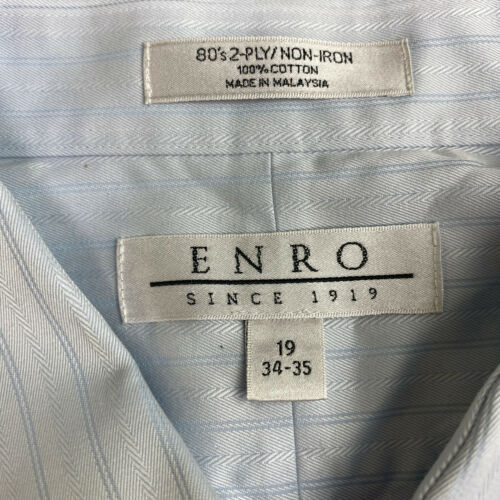 80's 2-PLY/NON-IRON
100% COTTON
MADE IN MALAYSIA
ENRO
SINCE 1919
19
34-35